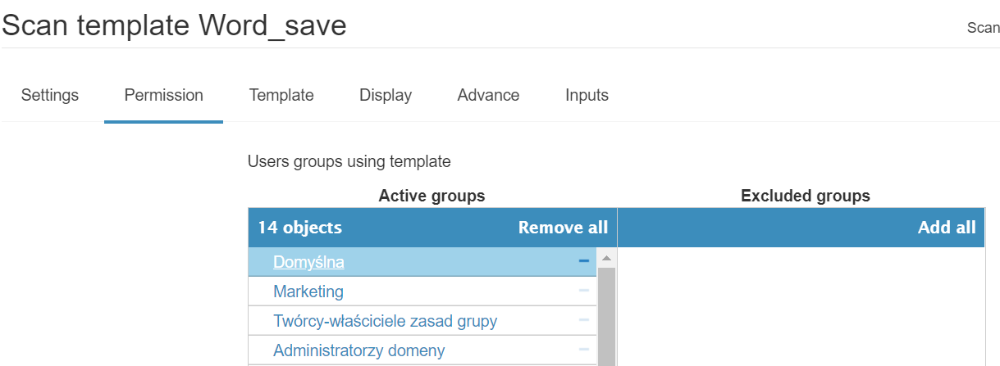 Scan template Word_save
Scan
Settings Permission Template Display Advance Inputs
Users groups using template
Active groups Excluded groups
14 objects Remove all Add all
Domyślna
Marketing
Twórcy-właściciele zasad grupy
Administratorzy domeny